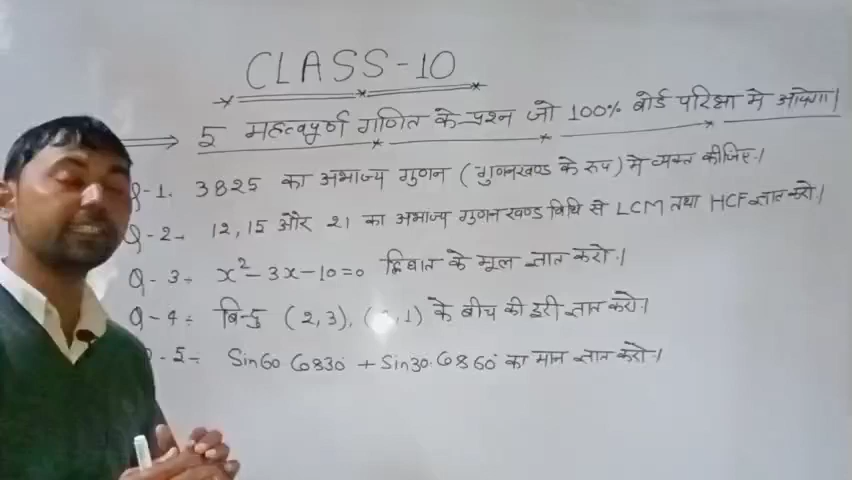 CLASS-10
5 महत्वपूर्ण गणित के प्रश्न जो 100% बोर्ड परिक्षा मे आयेगा।
Q-1. 3825 का अभाज्य गुणन (गुणनखण्ड के रूप) मे व्यक्त कीजिए।
Q-2- 12,15 और 21 का अभाज्य गुणनखण्ड विधि से LCM तथा HCF ज्ञात करो।
Q-3- x²-3x-10=0 द्विघात के मूल ज्ञात करो।
Q-4- बिन्दु (2,3), ( ,1) के बीच की दूरी ज्ञात करो।
-5- Sin60 Cos30° + Sin30. Cos60° का मान ज्ञात करो।